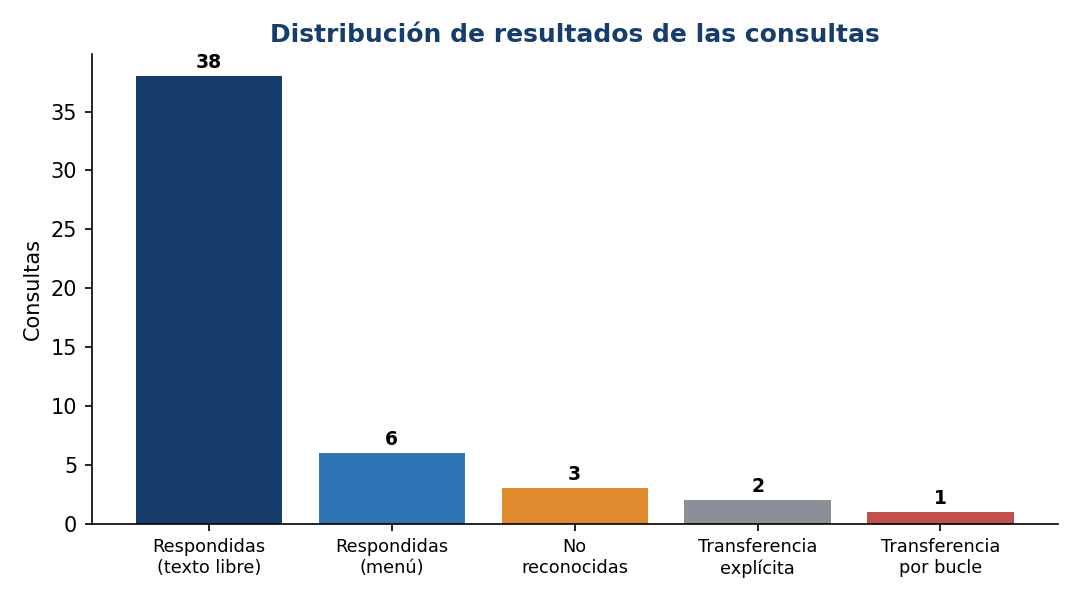 Distribución de resultados de las consultas
Consultas
35
30
25
20
15
10
5
0
38
6
3
2
1
Respondidas
(texto libre)
Respondidas
(menú)
No
reconocidas
Transferencia
explícita
Transferencia
por bucle